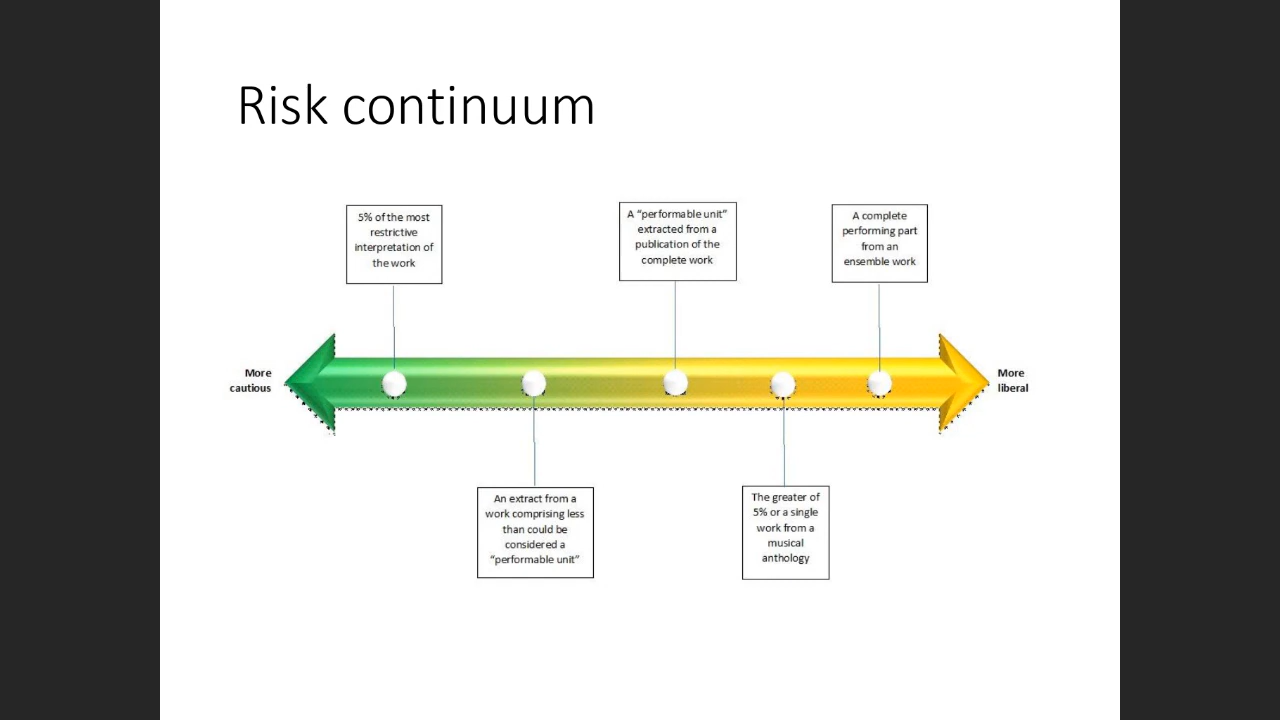 Risk continuum
5% of the most
restrictive
interpretation of
the work
A “performable unit”
extracted from a
publication of the
complete work
A complete
performing part
from an
ensemble work
More
cautious
More
liberal
An extract from a
work comprising less
than could be
considered a
“performable unit”
The greater of
5% or a single
work from a
musical
anthology